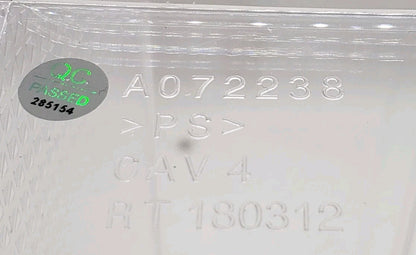 QC
PASSED
285154
A072238
>PS<
CAV 4
RT 180312